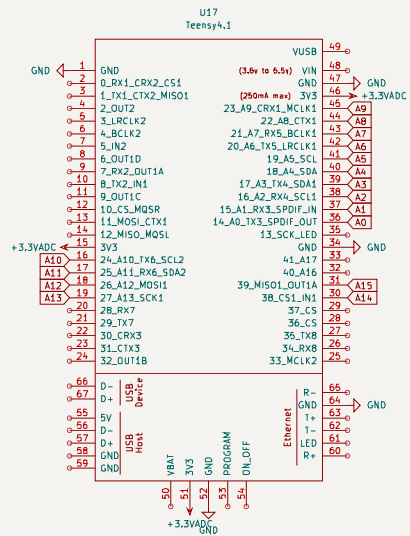 U17
Teensy4.1
VUSB 49
GND 1 GND (3.6v to 5.5v) VIN 48
2 0_RX1_CRX2_CS1 GND 47 GND
3 1_TX1_CTX2_MISO1 (250mA max) 3V3 46 +3.3VADC
4 2_OUT2 23_A9_CRX1_MCLK1 45 A9
5 3_LRCLK2 22_A8_CTX1 44 A8
6 4_BCLK2 21_A7_RX5_BCLK1 43 A7
7 5_IN2 20_A6_TX5_LRCLK1 42 A6
8 6_OUT1D 19_A5_SCL 41 A5
9 7_RX2_OUT1A 18_A4_SDA 40 A4
10 8_TX2_IN1 17_A3_TX4_SDA1 39 A3
11 9_OUT1C 16_A2_RX4_SCL1 38 A2
12 10_CS_MQSR 15_A1_RX3_SPDIF_IN 37 A1
13 11_MOSI_CTX1 14_A0_TX3_SPDIF_OUT 36 A0
14 12_MISO_MQSL 13_SCK_LED 35
+3.3VADC 15 3V3 GND 34 GND
A10 16 24_A10_TX6_SCL2 41_A17 33
A11 17 25_A11_RX6_SDA2 40_A16 32
A12 18 26_A12_MOSI1 39_MISO1_OUT1A 31 A15
A13 19 27_A13_SCK1 38_CS1_IN1 30 A14
20 28_RX7 37_CS 29
21 29_TX7 36_CS 28
22 30_CRX3 35_TX8 27
23 31_CTX3 34_RX8 26
24 32_OUT1B 33_MCLK2 25
66 D-
67 D+
USB Device
R- 65
GND 64 GND
55 5V T+ 63
56 D- T- 62
57 D+ LED 61
58 GND R+ 60
59 GND
USB Host
Ethernet
VBAT 3V3 GND PROGRAM ON_OFF
50 51 52 53 54
+3.3VADC
GND